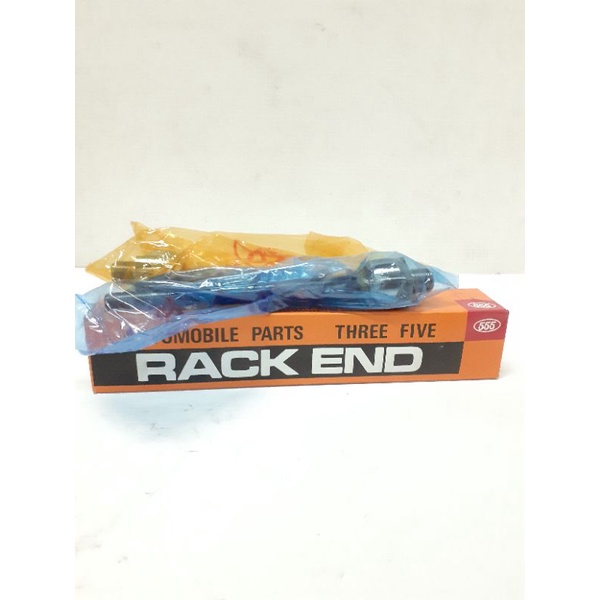 OMOBILE PARTS THREE FIVE
555
RACK END